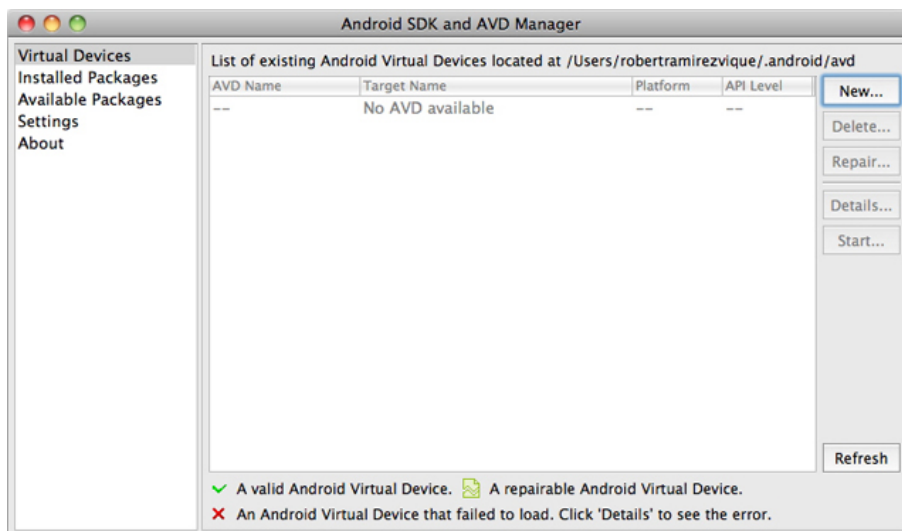 Android SDK and AVD Manager
Virtual Devices
Installed Packages
Available Packages
Settings
About
List of existing Android Virtual Devices located at /Users/robertramirezvique/.android/avd
AVD Name Target Name Platform API Level
-- No AVD available -- --
New...
Delete...
Repair...
Details...
Start...
Refresh
A valid Android Virtual Device. A repairable Android Virtual Device.
An Android Virtual Device that failed to load. Click 'Details' to see the error.